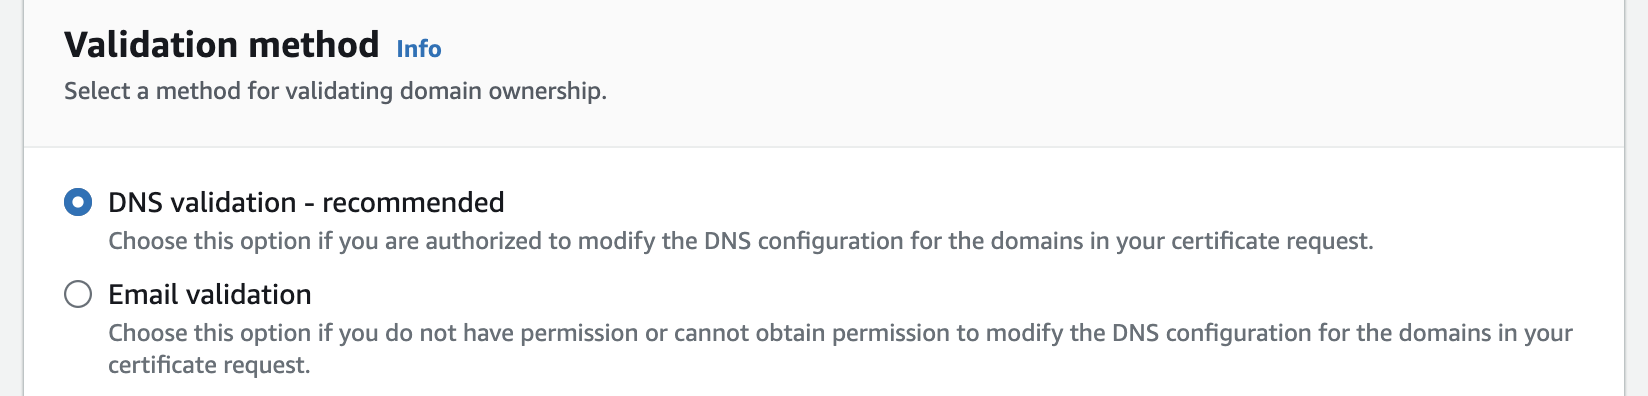 Validation method Info
Select a method for validating domain ownership.
DNS validation - recommended
Choose this option if you are authorized to modify the DNS configuration for the domains in your certificate request.
Email validation
Choose this option if you do not have permission or cannot obtain permission to modify the DNS configuration for the domains in your
certificate request.